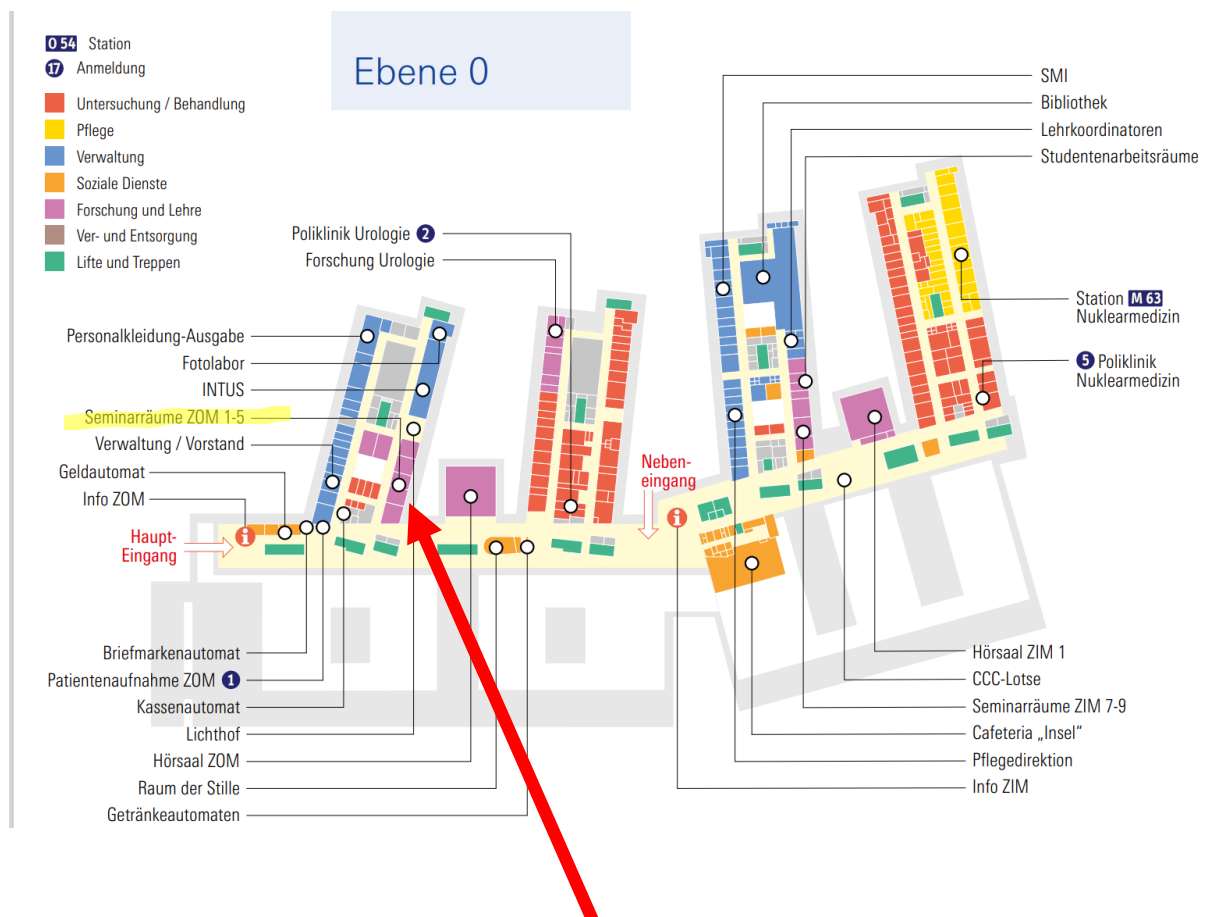 O 54 Station
17 Anmeldung
Untersuchung / Behandlung
Pflege
Verwaltung
Soziale Dienste
Forschung und Lehre
Ver- und Entsorgung
Lifte und Treppen
Ebene 0
SMI
Bibliothek
Lehrkoordinatoren
Studentenarbeitsräume
Poliklinik Urologie 2
Forschung Urologie
Station M 63
Nuklearmedizin
5 Poliklinik
Nuklearmedizin
Personalkleidung-Ausgabe
Fotolabor
INTUS
Seminarräume ZOM 1-5
Verwaltung / Vorstand
Geldautomat
Info ZOM
Haupt-
Eingang
i
Neben-
eingang
i
Briefmarkenautomat
Patientenaufnahme ZOM 1
Kassenautomat
Lichthof
Hörsaal ZOM
Raum der Stille
Getränkeautomaten
Hörsaal ZIM 1
CCC-Lotse
Seminarräume ZIM 7-9
Cafeteria „Insel“
Pflegedirektion
Info ZIM